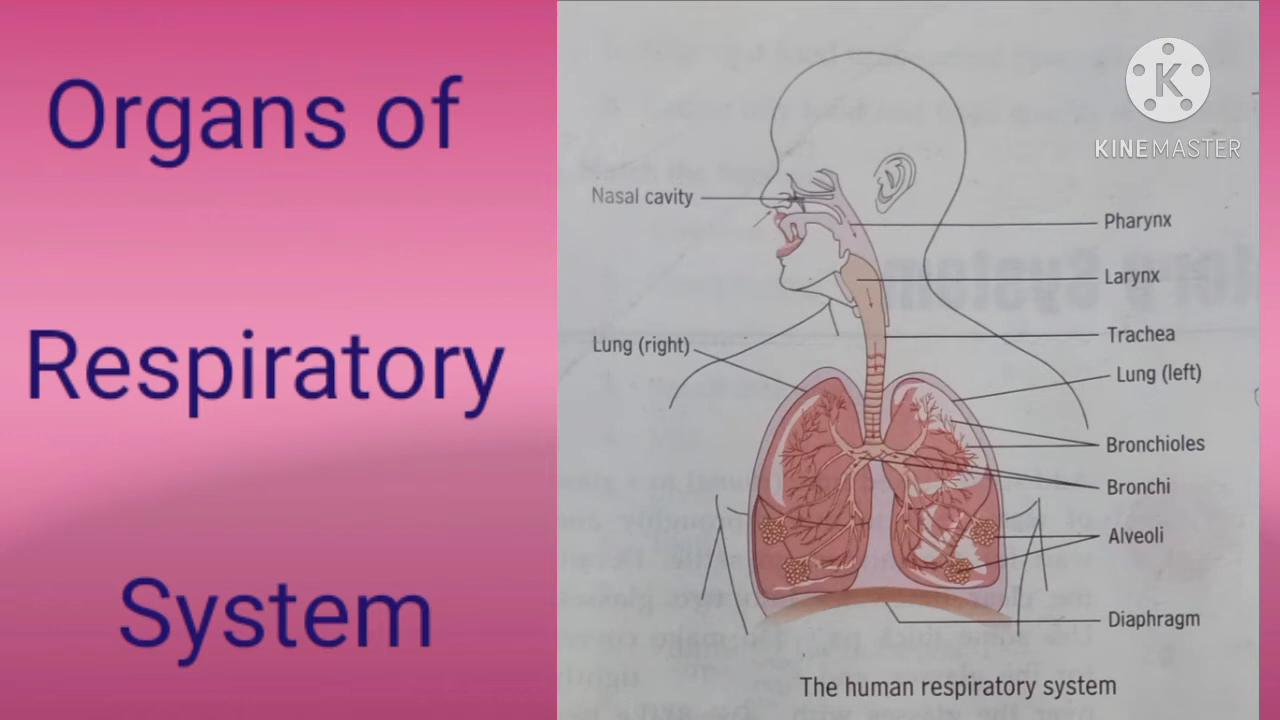 Organs of
Respiratory
System
KINEMASTER
Nasal cavity
Pharynx
Larynx
Trachea
Lung (right)
Lung (left)
Bronchioles
Bronchi
Alveoli
Diaphragm
The human respiratory system